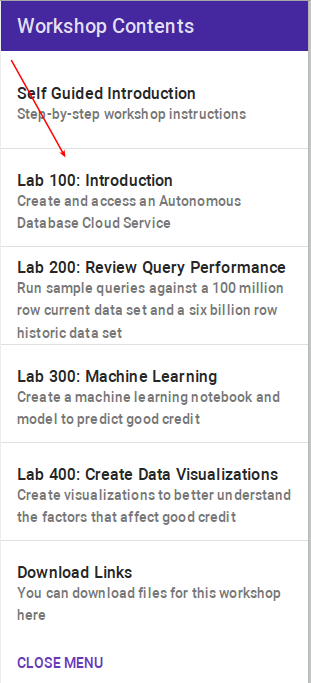 Workshop Contents
Self Guided Introduction
Step-by-step workshop instructions
Lab 100: Introduction
Create and access an Autonomous
Database Cloud Service
Lab 200: Review Query Performance
Run sample queries against a 100 million
row current data set and a six billion row
historic data set
Lab 300: Machine Learning
Create a machine learning notebook and
model to predict good credit
Lab 400: Create Data Visualizations
Create visualizations to better understand
the factors that affect good credit
Download Links
You can download files for this workshop
here
CLOSE MENU